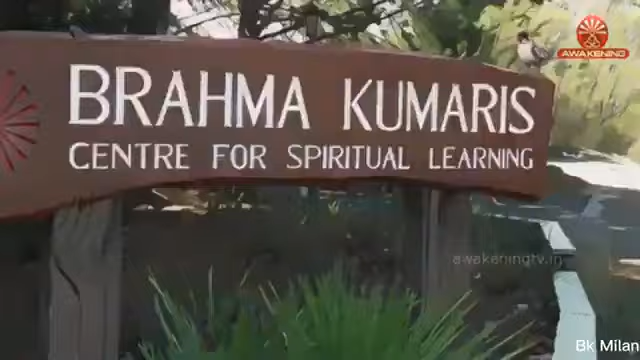 AWAKENING
BRAHMA KUMARIS
CENTRE FOR SPIRITUAL LEARNING
awakeningtv.in
Bk Milan